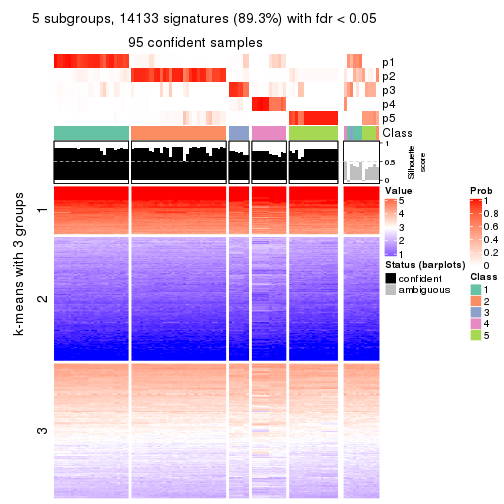 5 subgroups, 14133 signatures (89.3%) with fdr < 0.05
95 confident samples
p1
p2
p3
p4
p5
Class
1
0.5
0
Silhouette
score
k-means with 3 groups
1
2
3
Value
5
4
3
2
1
Status (barplots)
confident
ambiguous
Prob
1
0.8
0.6
0.4
0.2
0
Class
1
2
3
4
5